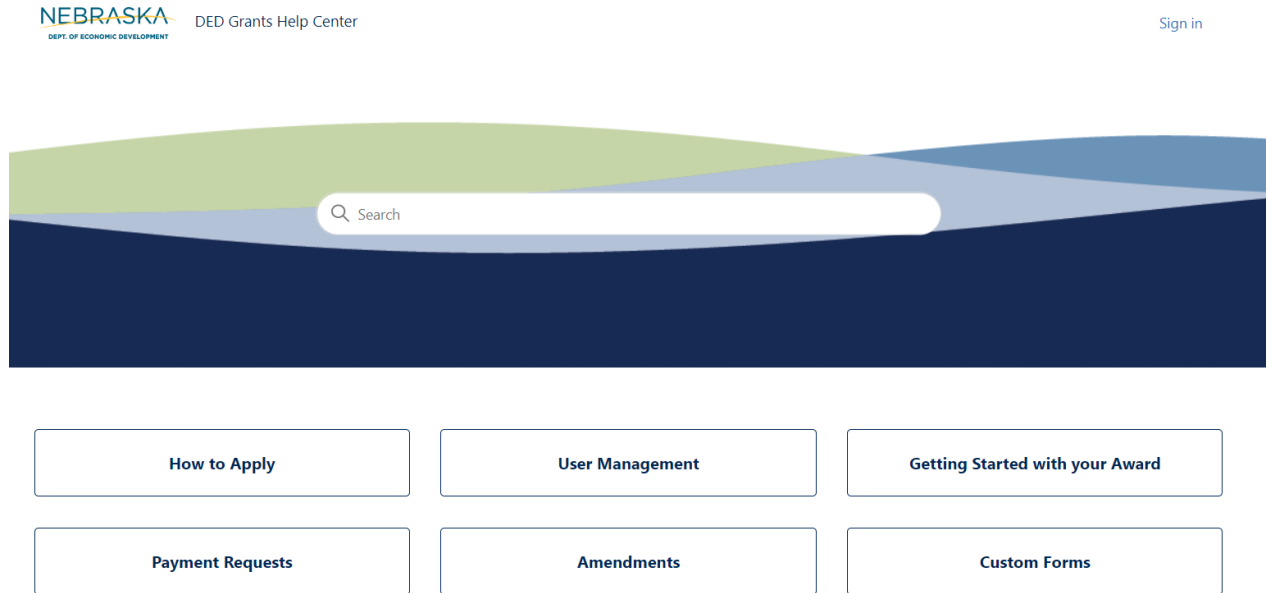 NEBRASKA
DEPT. OF ECONOMIC DEVELOPMENT
DED Grants Help Center
Sign in
Search
How to Apply
User Management
Getting Started with your Award
Payment Requests
Amendments
Custom Forms